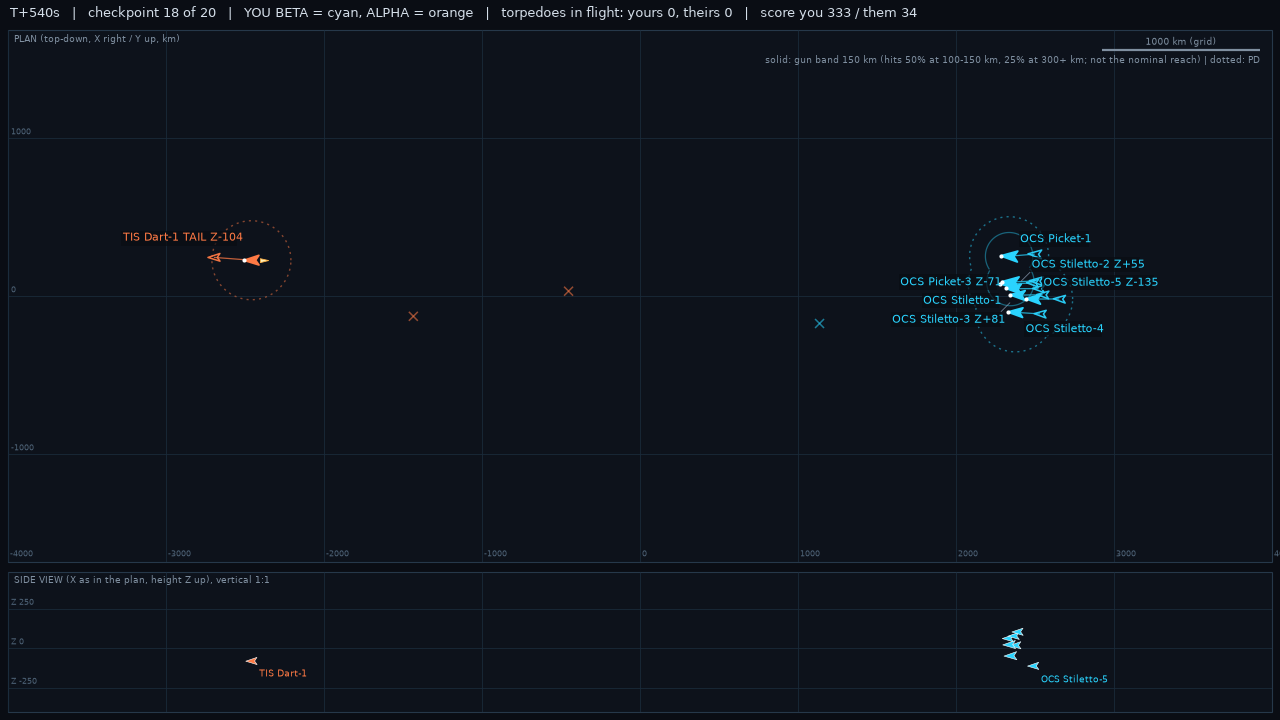 T+540s | checkpoint 18 of 20 | YOU BETA = cyan, ALPHA = orange | torpedoes in flight: yours 0, theirs 0 | score you 333 / them 34
PLAN (top-down, X right / Y up, km)
1000 km (grid)
solid: gun band 150 km (hits 50% at 100-150 km, 25% at 300+ km; not the nominal reach) | dotted: PD
1000
TIS Dart-1 TAIL Z-104
OCS Picket-1
OCS Stiletto-2 Z+55
OCS Picket-3 Z-71
OCS Stiletto-5 Z-135
0
OCS Stiletto-1
OCS Stiletto-3 Z+81
OCS Stiletto-4
-1000
-4000
-3000
-2000
-1000
0
1000
2000
3000
SIDE VIEW (X as in the plan, height Z up), vertical 1:1
Z 250
Z 0
TIS Dart-1
Z -250
OCS Stiletto-5